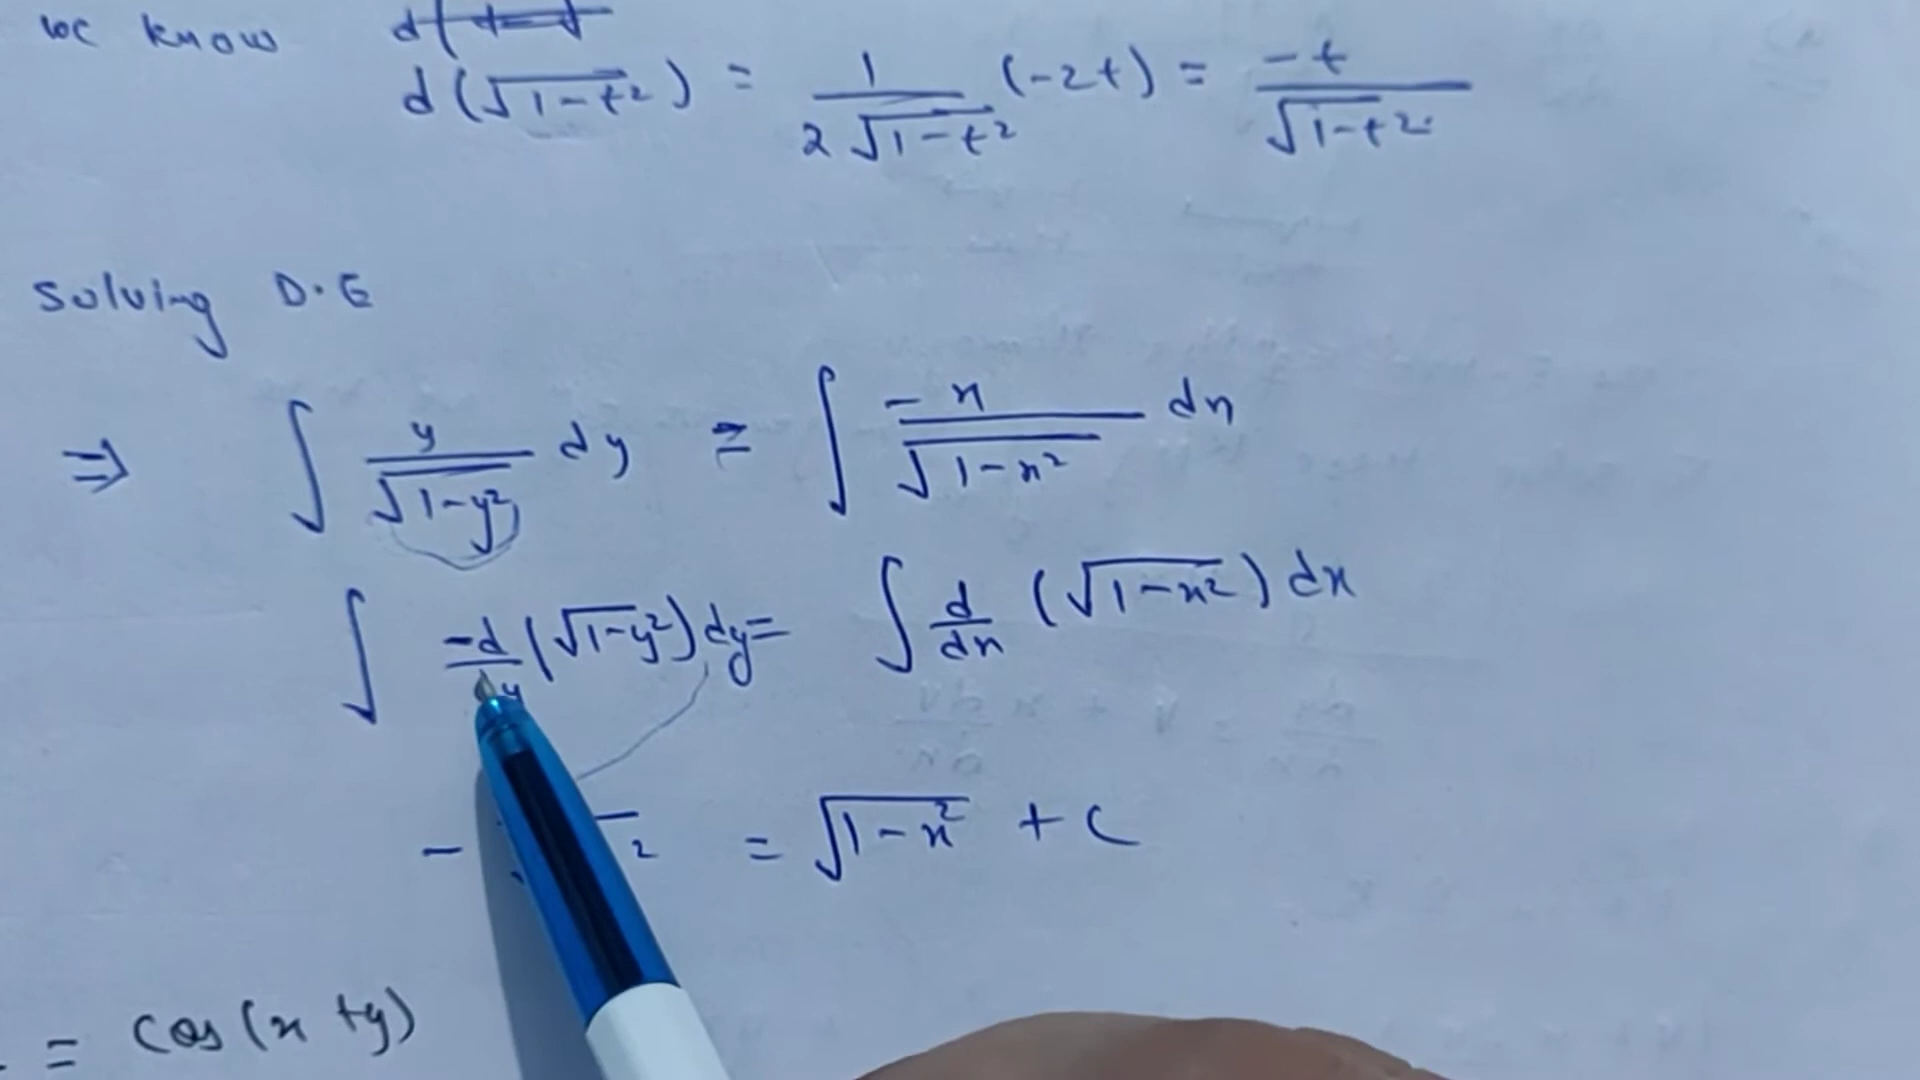 we know
d(√1-t²) = 1/(2√1-t²) (-2t) = -t/√1-t²
solving D.E
⇒ ∫ y/√1-y² dy = ∫ -x/√1-x² dx
∫ -d/dy (√1-y²) dy = ∫ d/dx (√1-x²) dx
- = √1-x² + c
= cos(x+y)